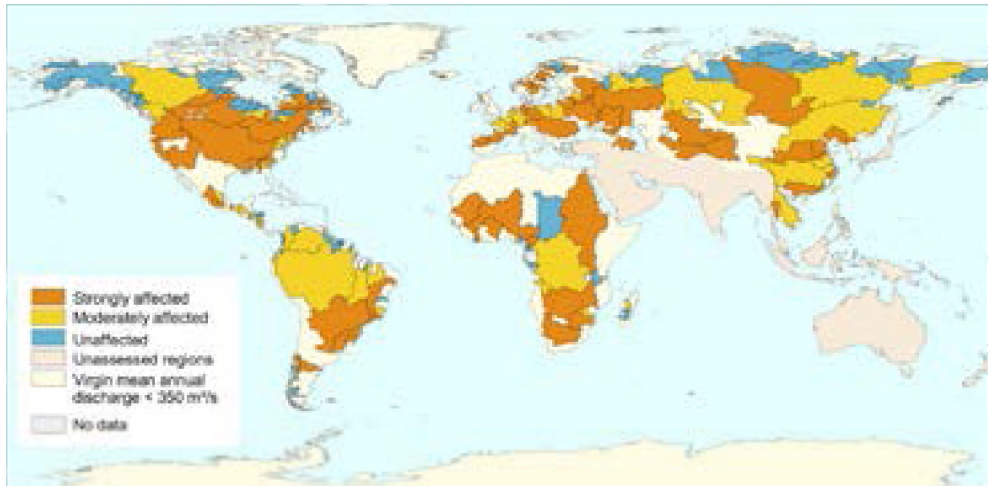 Strongly affected
Moderately affected
Unaffected
Unassessed regions
Virgin mean annual
discharge < 350 m³/s
No data